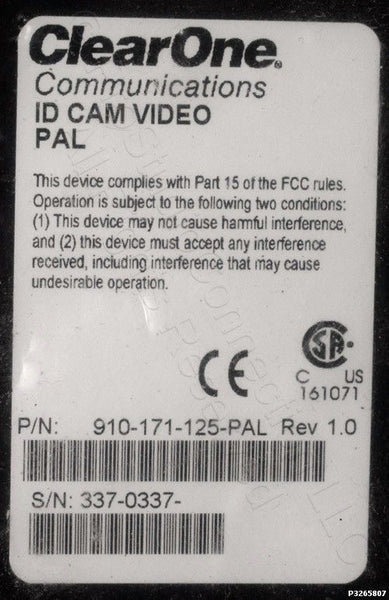 ClearOne
Communications
ID CAM VIDEO
PAL
This device complies with Part 15 of the FCC rules.
Operation is subject to the following two conditions:
(1) This device may not cause harmful interference,
and (2) this device must accept any interference
received, including interference that may cause
undesirable operation.
CE
C US
161071
P/N: 910-171-125-PAL Rev 1.0
S/N: 337-0337-
P3265807